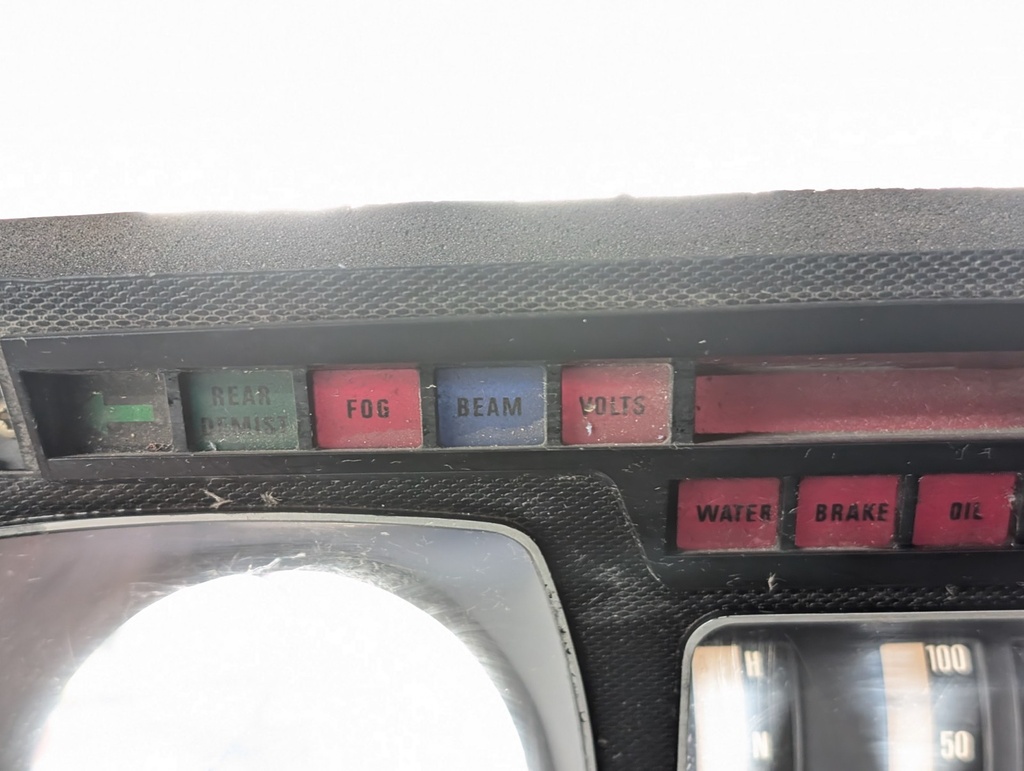 REAR
DEMIST
FOG
BEAM
VOLTS
WATER
BRAKE
OIL
H
100
N
50